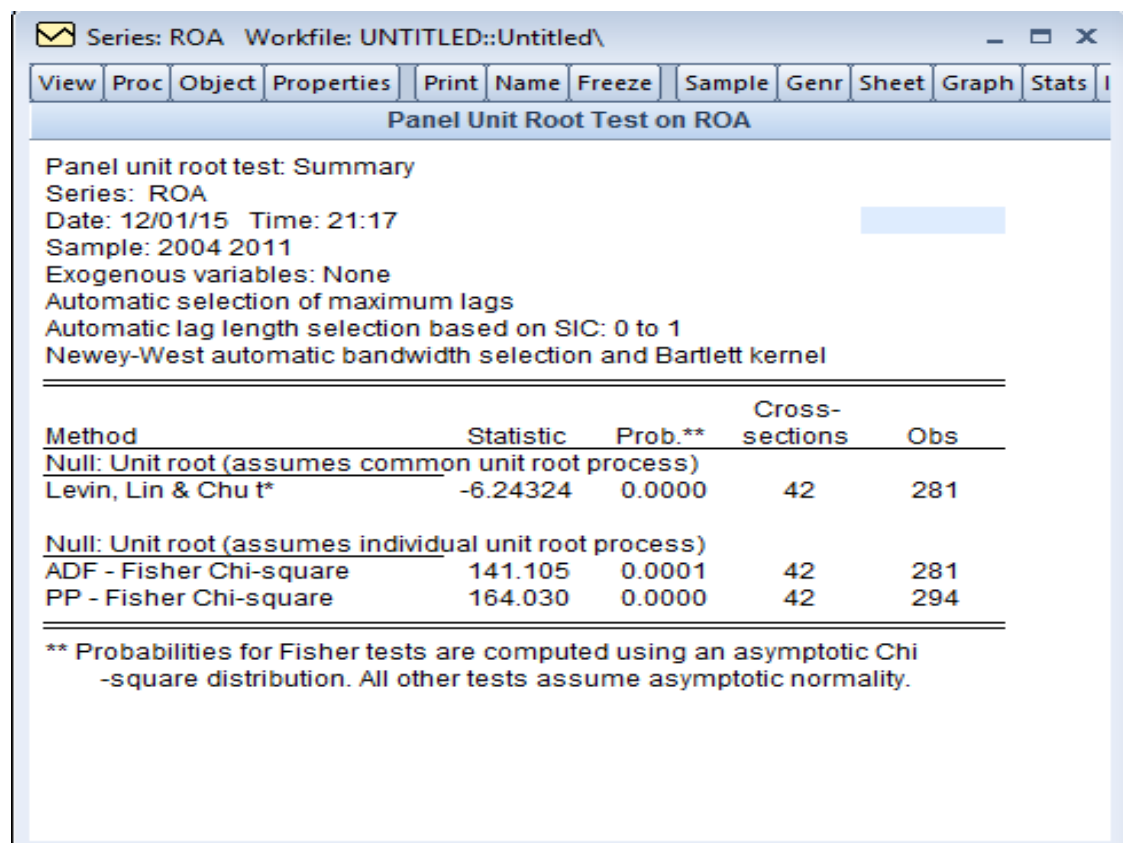 Series: ROA Workfile: UNTITLED::Untitled\
View Proc Object Properties Print Name Freeze Sample Genr Sheet Graph Stats
Panel Unit Root Test on ROA
Panel unit root test: Summary
Series: ROA
Date: 12/01/15 Time: 21:17
Sample: 2004 2011
Exogenous variables: None
Automatic selection of maximum lags
Automatic lag length selection based on SIC: 0 to 1
Newey-West automatic bandwidth selection and Bartlett kernel
Cross-
Method Statistic Prob.** sections Obs
Null: Unit root (assumes common unit root process)
Levin, Lin & Chu t* -6.24324 0.0000 42 281
Null: Unit root (assumes individual unit root process)
ADF - Fisher Chi-square 141.105 0.0001 42 281
PP - Fisher Chi-square 164.030 0.0000 42 294
** Probabilities for Fisher tests are computed using an asymptotic Chi
-square distribution. All other tests assume asymptotic normality.